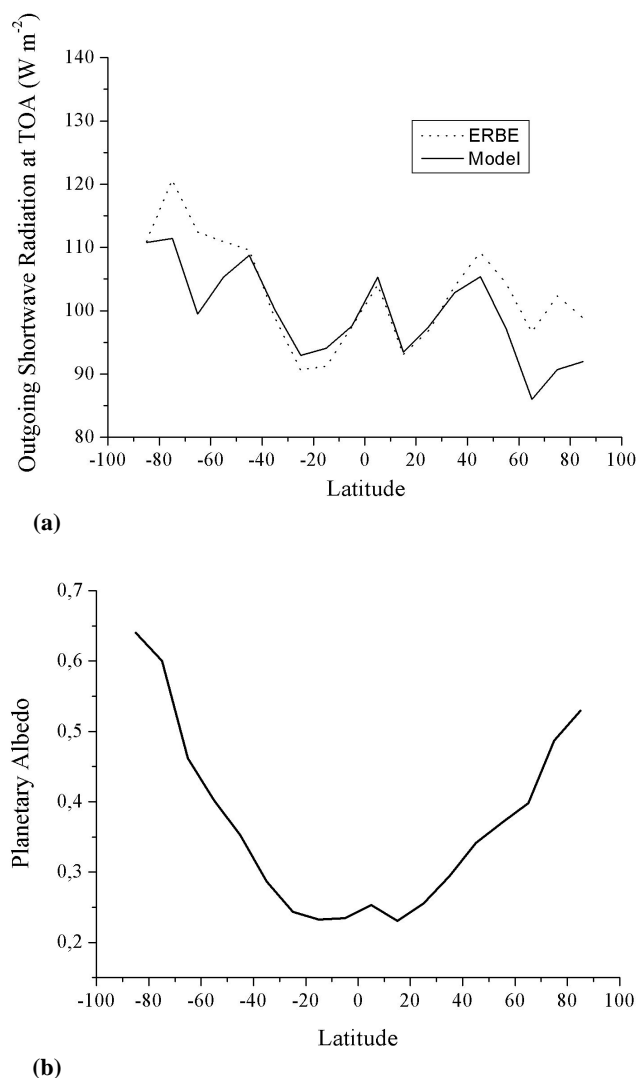 Outgoing Shortwave Radiation at TOA (W m-2)
140
130
120
110
100
90
80
ERBE
Model
-100 -80 -60 -40 -20 0 20 40 60 80 100
Latitude
(a)
Planetary Albedo
0,7
0,6
0,5
0,4
0,3
0,2
-100 -80 -60 -40 -20 0 20 40 60 80 100
Latitude
(b)